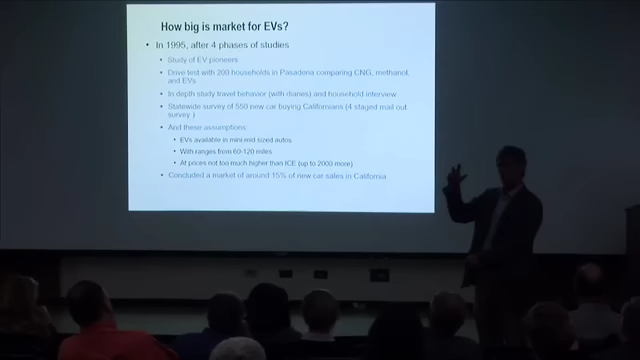 How big is market for EVs?
• In 1995, after 4 phases of studies
• Study of EV pioneers
• Drive test with 200 households in Pasadena comparing CNG, methanol,
and EVs
• In depth study travel behavior (with diaries) and household interview
• Statewide survey of 550 new car buying Californians (4 staged mail out
survey )
• And these assumptions
• EVs available in mini-mid sized autos
• With ranges from 60-120 miles
• At prices not too much higher than ICE (up to 2000 more)
• Concluded a market of around 15% of new car sales in California